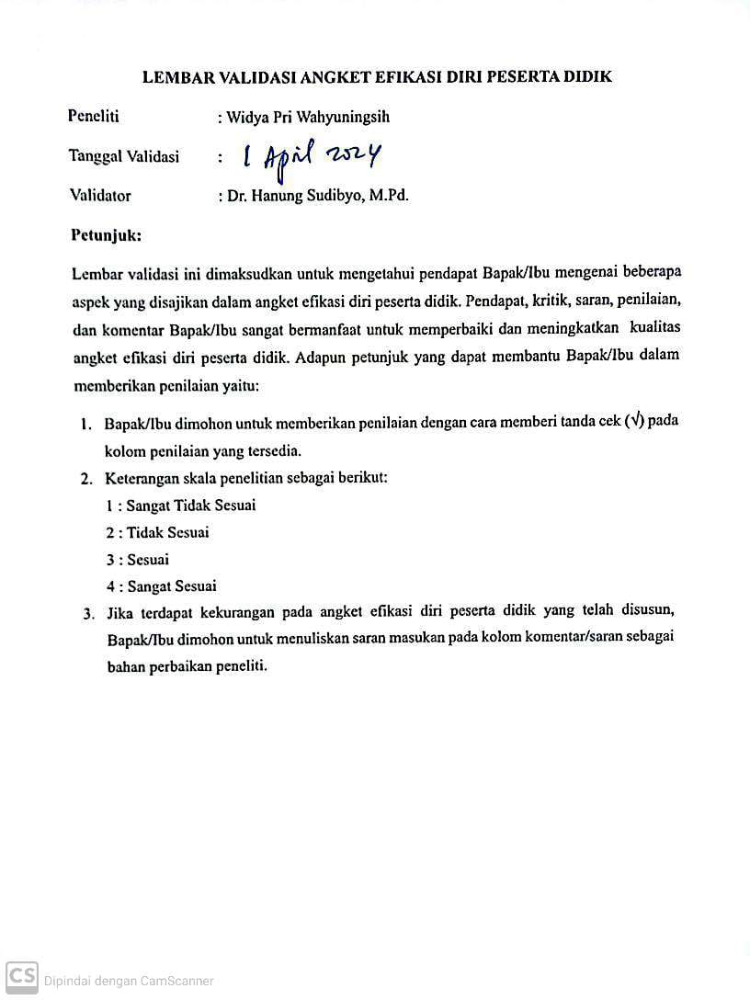 LEMBAR VALIDASI ANGKET EFIKASI DIRI PESERTA DIDIK
Peneliti : Widya Pri Wahyuningsih
Tanggal Validasi : 1 April 2024
Validator : Dr. Hanung Sudibyo, M.Pd.
Petunjuk:
Lembar validasi ini dimaksudkan untuk mengetahui pendapat Bapak/Ibu mengenai beberapa
aspek yang disajikan dalam angket efikasi diri peserta didik. Pendapat, kritik, saran, penilaian,
dan komentar Bapak/Ibu sangat bermanfaat untuk memperbaiki dan meningkatkan kualitas
angket efikasi diri peserta didik. Adapun petunjuk yang dapat membantu Bapak/Ibu dalam
memberikan penilaian yaitu:
1. Bapak/Ibu dimohon untuk memberikan penilaian dengan cara memberi tanda cek (√) pada
kolom penilaian yang tersedia.
2. Keterangan skala penelitian sebagai berikut:
1 : Sangat Tidak Sesuai
2 : Tidak Sesuai
3 : Sesuai
4 : Sangat Sesuai
3. Jika terdapat kekurangan pada angket efikasi diri peserta didik yang telah disusun,
Bapak/Ibu dimohon untuk menuliskan saran masukan pada kolom komentar/saran sebagai
bahan perbaikan peneliti.
CS Dipindai dengan CamScanner